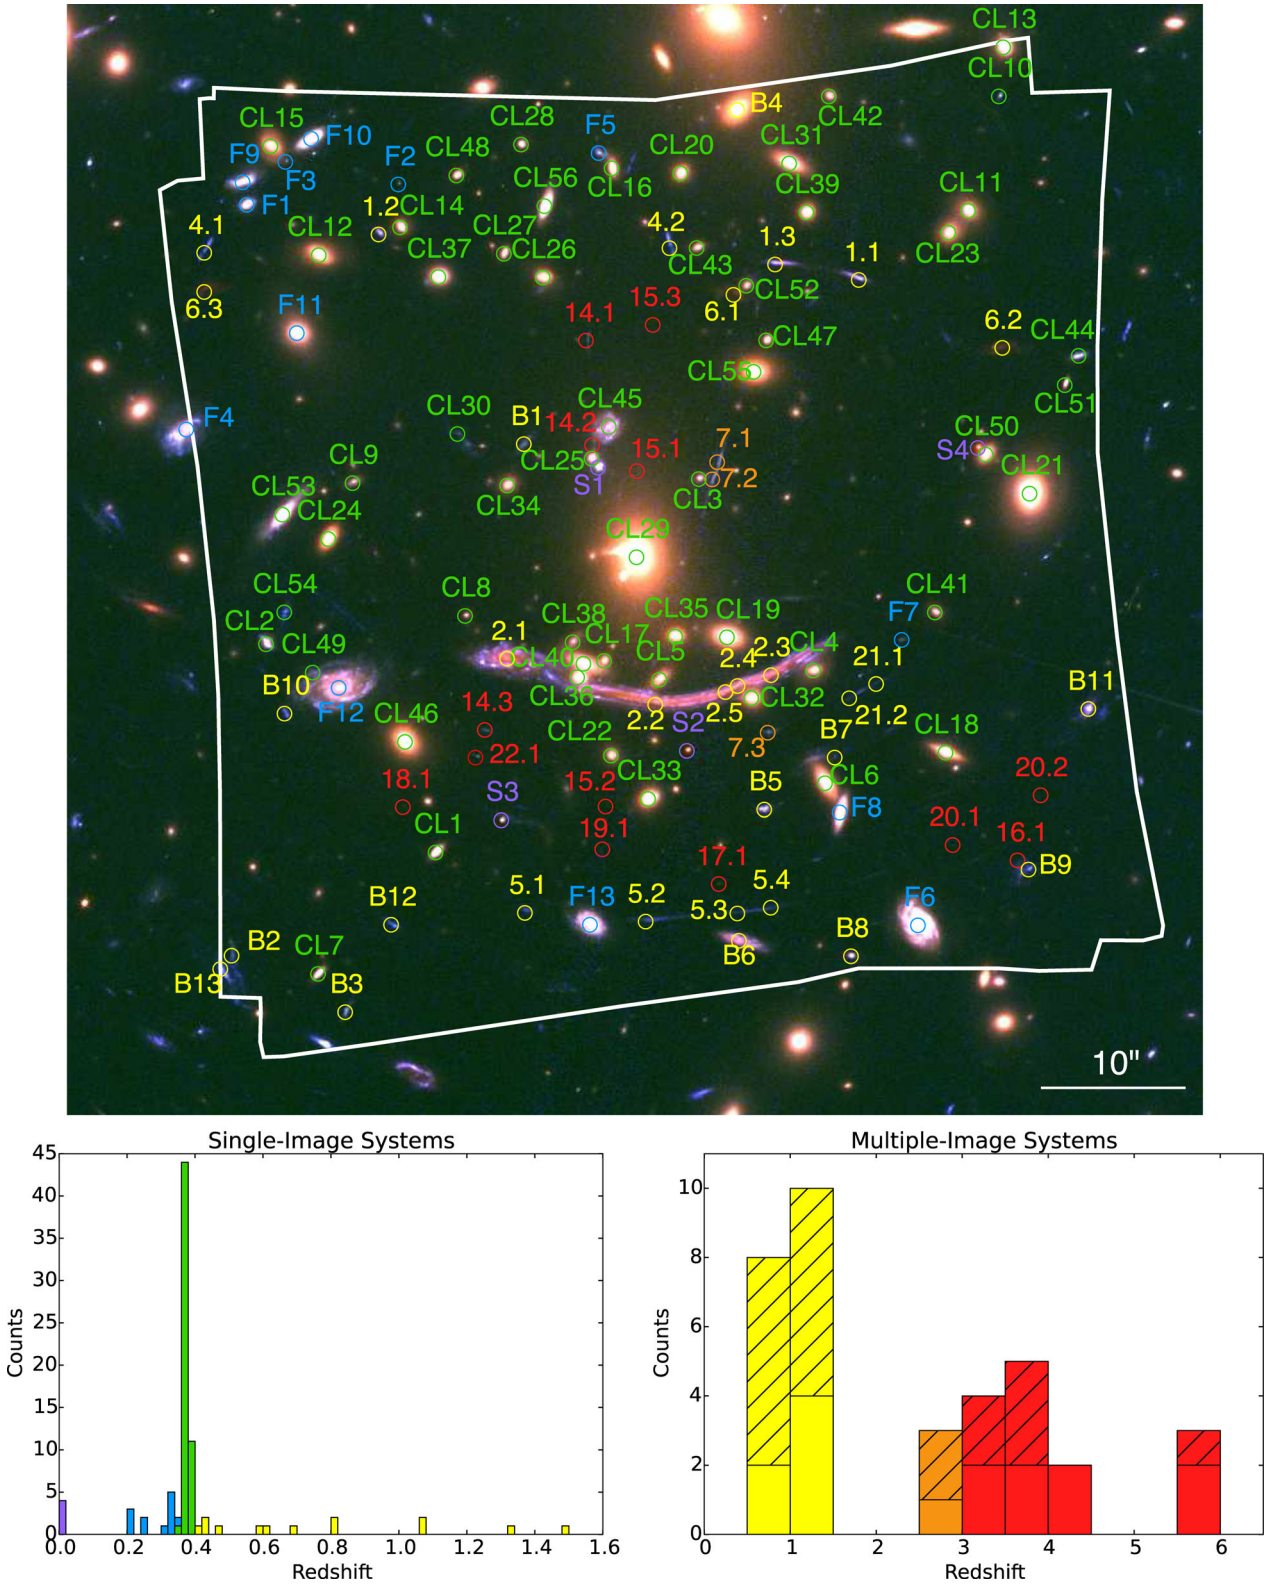 CL13
CL10
B4
CL42
CL15
F10
CL28
F5
CL31
F9
F3
F2
CL48
CL20
CL16
CL39
F1
CL56
CL11
4.1
1.2
CL14
CL27
4.2
CL12
CL37
CL26
CL43
1.3
1.1
CL23
6.3
F11
CL52
6.1
14.1
15.3
6.2
CL44
CL47
CL55
CL51
F4
CL30
B1
CL45
14.2
7.1
CL50
S4
CL9
CL25
15.1
CL21
CL53
S1
CL3
7.2
CL24
CL34
CL29
CL54
CL8
CL41
CL2
CL49
CL38
CL35
CL19
F7
2.1
CL17
2.3
CL4
CL40
CL5
2.4
21.1
B10
F12
CL36
CL32
B11
14.3
2.2
2.5
21.2
CL46
S2
B7
CL22
7.3
CL18
22.1
CL33
CL6
18.1
S3
15.2
B5
20.2
CL1
19.1
F8
20.1
16.1
17.1
B9
B12
5.1
F13
5.2
5.3
5.4
F6
B2
CL7
B6
B8
B13
B3
10"
Single-Image Systems
Counts
45
40
35
30
25
20
15
10
5
0
0.0 0.2 0.4 0.6 0.8 1.0 1.2 1.4 1.6
Redshift
Multiple-Image Systems
Counts
10
8
6
4
2
0
0 1 2 3 4 5 6
Redshift